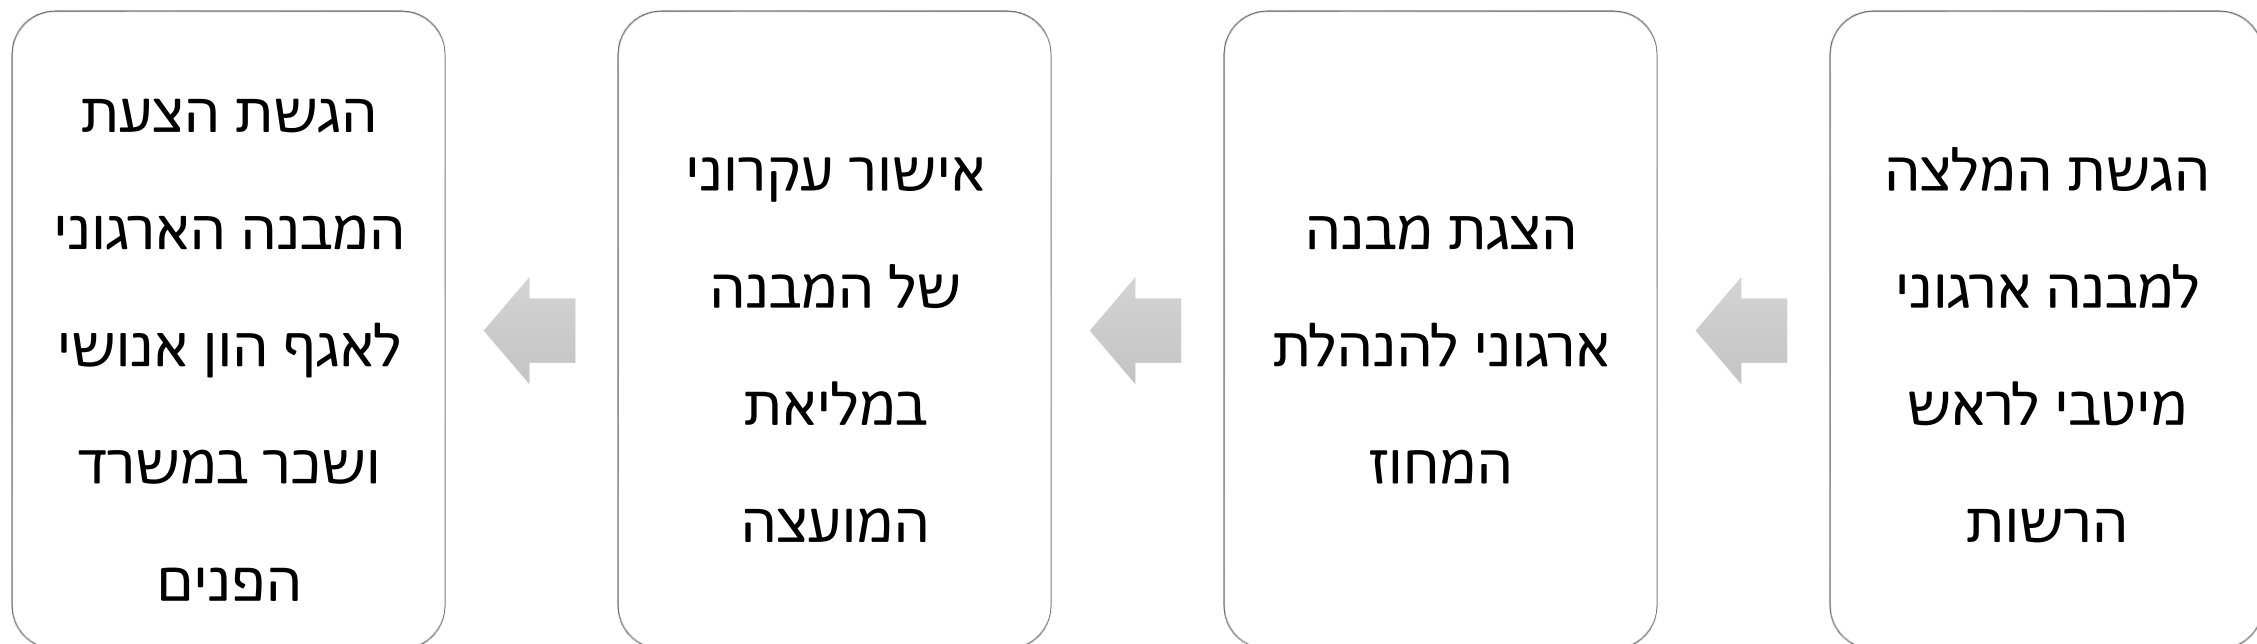 הגשת המלצה
למבנה ארגוני
מיטבי לראש
הרשות
הצגת מבנה
ארגוני להנהלת
המחוז
אישור עקרוני
של המבנה
במליאת
המועצה
הגשת הצעת
המבנה הארגוני
לאגף הון אנושי
ושכר במשרד
הפנים